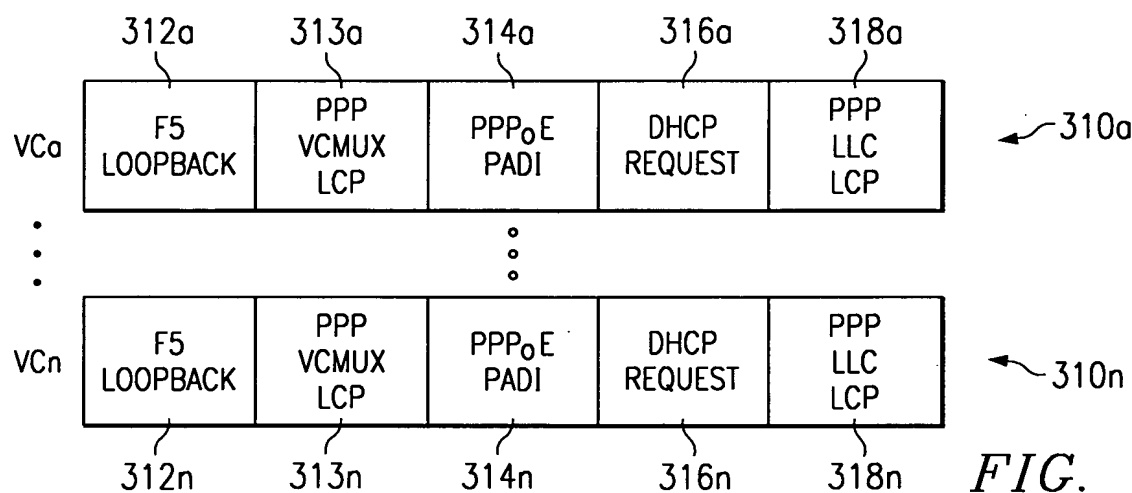 312a 313a 314a 316a 318a
VCa
F5
LOOPBACK
PPP
VCMUX
LCP
PPPoE
PADI
DHCP
REQUEST
PPP
LLC
LCP
310a
VCn
F5
LOOPBACK
PPP
VCMUX
LCP
PPPoE
PADI
DHCP
REQUEST
PPP
LLC
LCP
310n
312n 313n 314n 316n 318n
FIG.